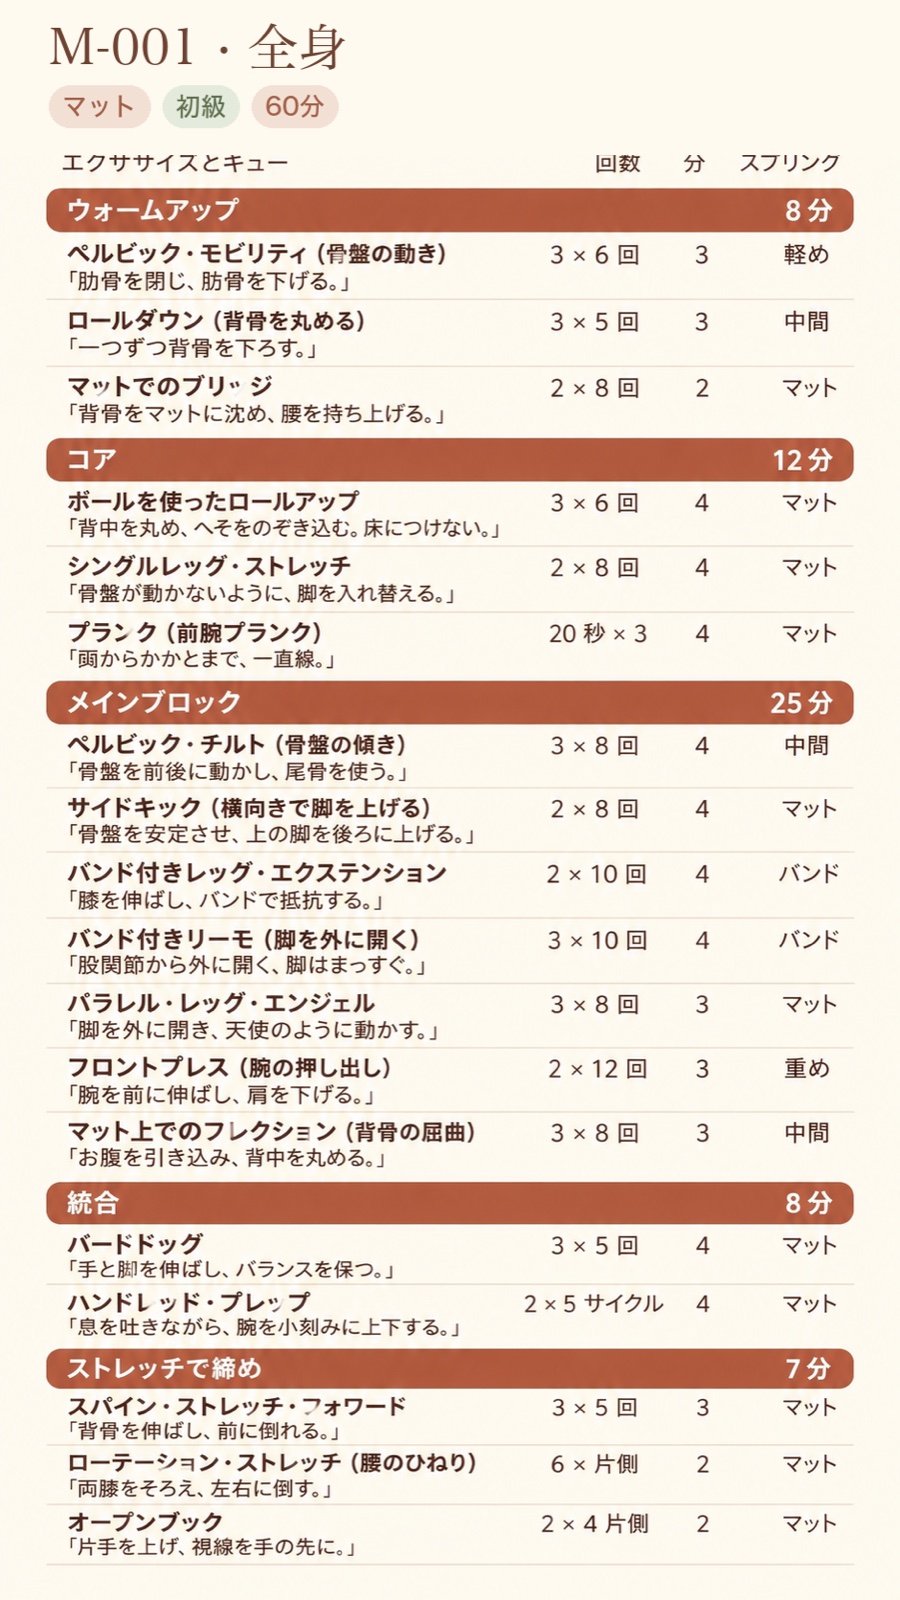 M-001・全身
マット 初級 60分
エクササイズとキュー 回数 分 スプリング
ウォームアップ 8 分
ペルビック・モビリティ（骨盤の動き） 3 × 6 回 3 軽め
「肋骨を閉じ、肪骨を下げる。」
ロールダウン（背骨を丸める） 3 × 5 回 3 中間
「一つずつ背骨を下ろす。」
マットでのブリッジ 2 × 8 回 2 マット
「背骨をマットに沈め、腰を持ち上げる。」
コア 12 分
ボールを使ったロールアップ 3 × 6 回 4 マット
「背中を丸め、へそをのぞき込む。床につけない。」
シングルレッグ・ストレッチ 2 × 8 回 4 マット
「骨盤が動かないように、脚を入れ替える。」
プランク（前腕プランク） 20 秒 × 3 4 マット
「両からかかとまで、一直線。」
メインブロック 25 分
ペルビック・チルト（骨盤の傾き） 3 × 8 回 4 中間
「骨盤を前後に動かし、尾骨を使う。」
サイドキック（横向きで脚を上げる） 2 × 8 回 4 マット
「骨盤を安定させ、上の脚を後ろに上げる。」
バンド付きレッグ・エクステンション 2 × 10 回 4 バンド
「膝を伸ばし、バンドで抵抗する。」
バンド付きリーモ（脚を外に開く） 3 × 10 回 4 バンド
「股関節から外に開く、脚はまっすぐ。」
パラレル・レッグ・エンジェル 3 × 8 回 3 マット
「脚を外に開き、天使のように動かす。」
フロントプレス（腕の押し出し） 2 × 12 回 3 重め
「腕を前に伸ばし、肩を下げる。」
マット上でのフレクション（背骨の屈曲） 3 × 8 回 3 中間
「お腹を引き込み、背中を丸める。」
統合 8 分
バードドッグ 3 × 5 回 4 マット
「手と脚を伸ばし、バランスを保つ。」
ハンドレッド・プレップ 2 × 5 サイクル 4 マット
「息を吐きながら、腕を小刻みに上下する。」
ストレッチで締め 7 分
スパイン・ストレッチ・フォワード 3 × 5 回 3 マット
「背骨を伸ばし、前に倒れる。」
ローテーション・ストレッチ（腰のひねり） 6 × 片側 2 マット
「両膝をそろえ、左右に倒す。」
オープンブック 2 × 4 片側 2 マット
「片手を上げ、視線を手の先に。」